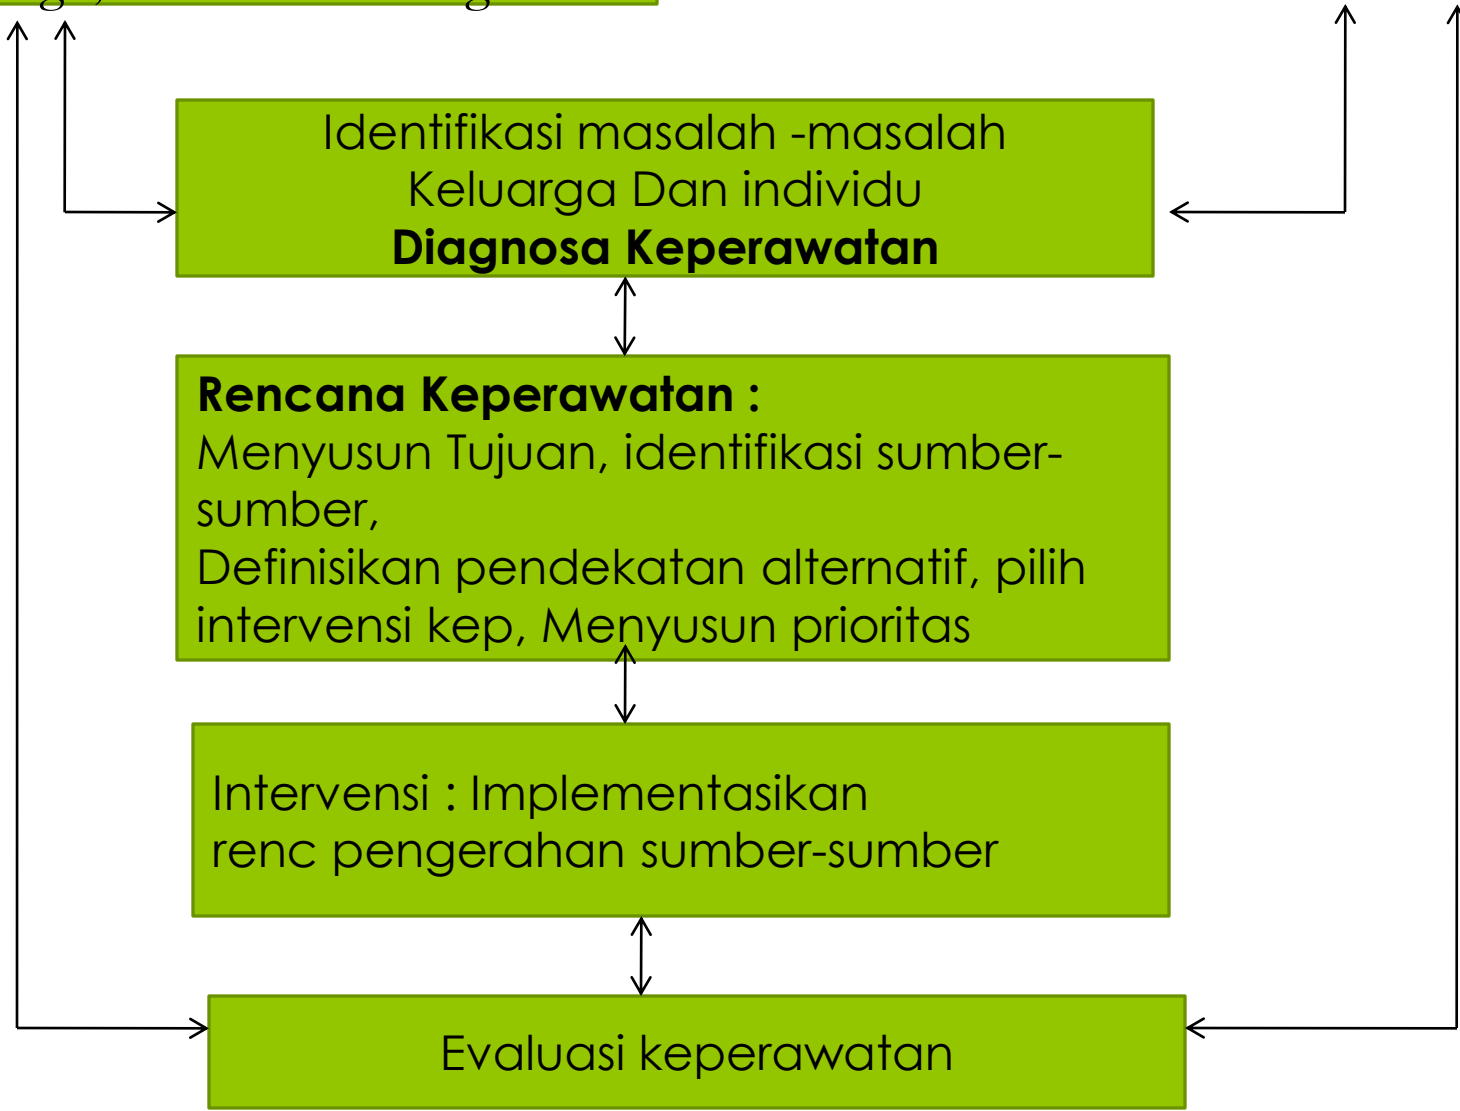 Identifikasi masalah -masalah
Keluarga Dan individu
Diagnosa Keperawatan
Rencana Keperawatan :
Menyusun Tujuan, identifikasi sumber-
sumber,
Definisikan pendekatan alternatif, pilih
intervensi kep, Menyusun prioritas
Intervensi : Implementasikan
renc pengerahan sumber-sumber
Evaluasi keperawatan